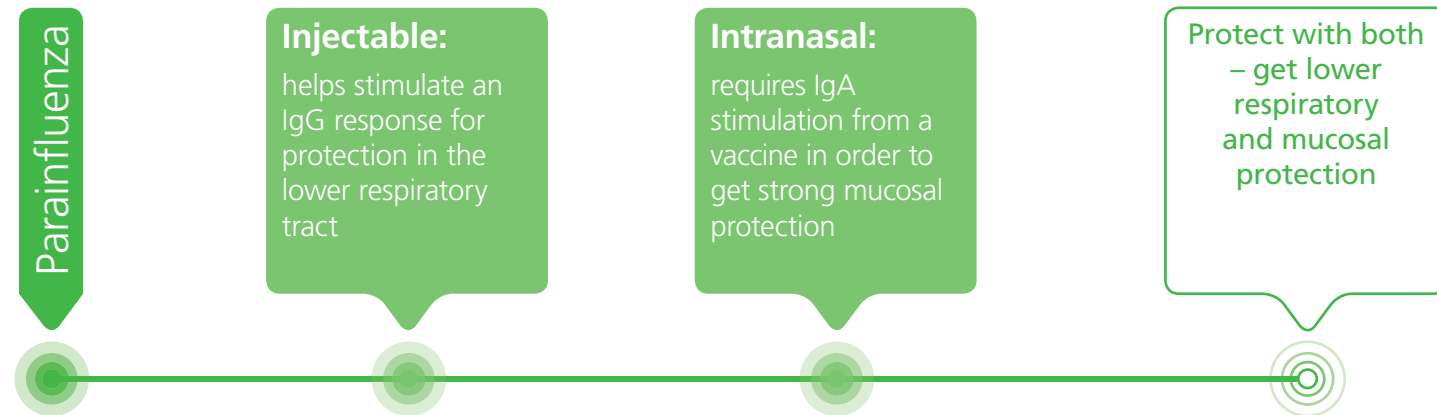 Parainfluenza
Injectable:
helps stimulate an
IgG response for
protection in the
lower respiratory
tract
Intranasal:
requires IgA
stimulation from a
vaccine in order to
get strong mucosal
protection
Protect with both
– get lower
respiratory
and mucosal
protection